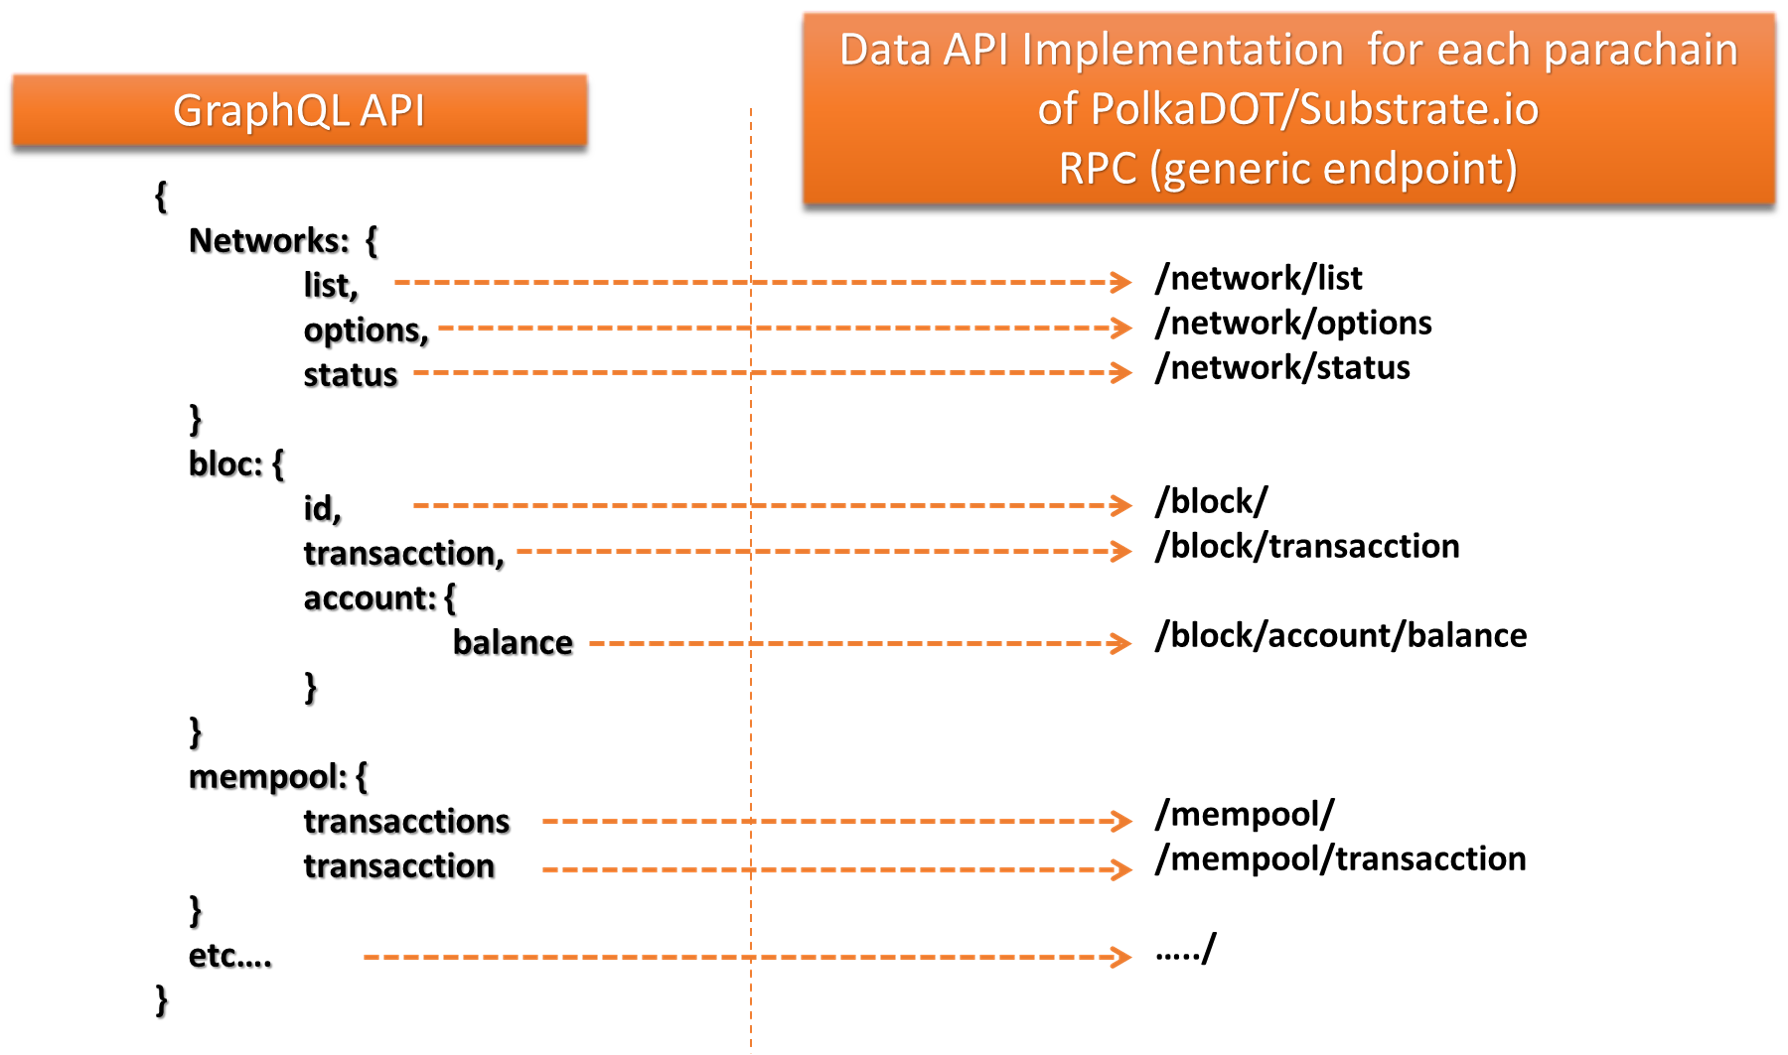 GraphQL API
{
Networks: {
list,
options,
status
}
bloc: {
id,
transacction,
account: {
balance
}
}
mempool: {
transacctions
transacction
}
etc....
}
Data API Implementation for each parachain
of PolkaDOT/Substrate.io
RPC (generic endpoint)
/network/list
/network/options
/network/status
/block/
/block/transacction
/block/account/balance
/mempool/
/mempool/transacction
...../